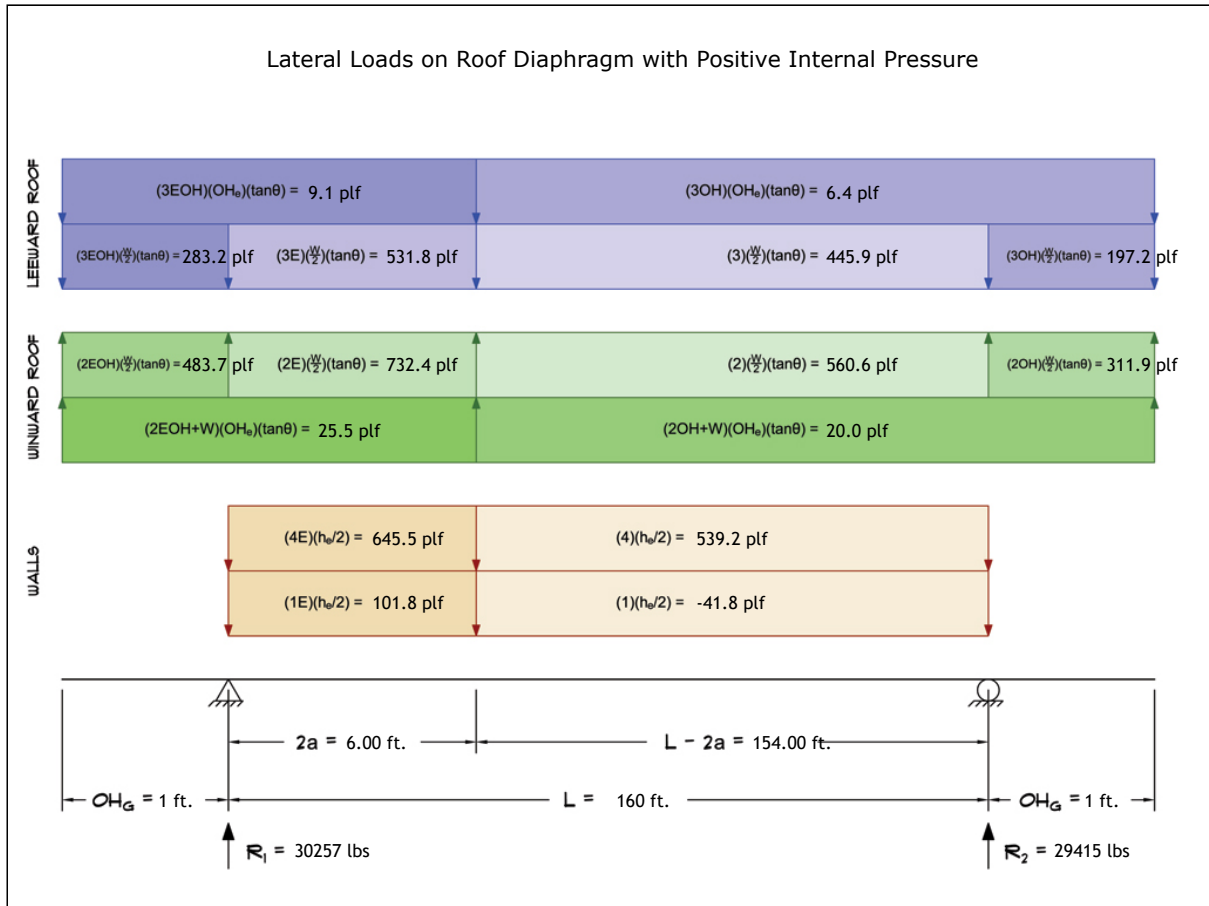 Lateral Loads on Roof Diaphragm with Positive Internal Pressure
LEEWARD ROOF
(3EOH)(OHₑ)(tanθ) = 9.1 plf
(3OH)(OHₑ)(tanθ) = 6.4 plf
(3EOH)(W/2)(tanθ) = 283.2 plf
(3E)(W/2)(tanθ) = 531.8 plf
(3)(W/2)(tanθ) = 445.9 plf
(3OH)(W/2)(tanθ) = 197.2 plf
WINWARD ROOF
(2EOH)(W/2)(tanθ) = 483.7 plf
(2E)(W/2)(tanθ) = 732.4 plf
(2)(W/2)(tanθ) = 560.6 plf
(2OH)(W/2)(tanθ) = 311.9 plf
(2EOH+W)(OHₑ)(tanθ) = 25.5 plf
(2OH+W)(OHₑ)(tanθ) = 20.0 plf
WALLS
(4E)(hₑ/2) = 645.5 plf
(4)(hₑ/2) = 539.2 plf
(1E)(hₑ/2) = 101.8 plf
(1)(hₑ/2) = -41.8 plf
2a = 6.00 ft.
L - 2a = 154.00 ft.
OH_G = 1 ft.
L = 160 ft.
OH_G = 1 ft.
R₁ = 30257 lbs
R₂ = 29415 lbs